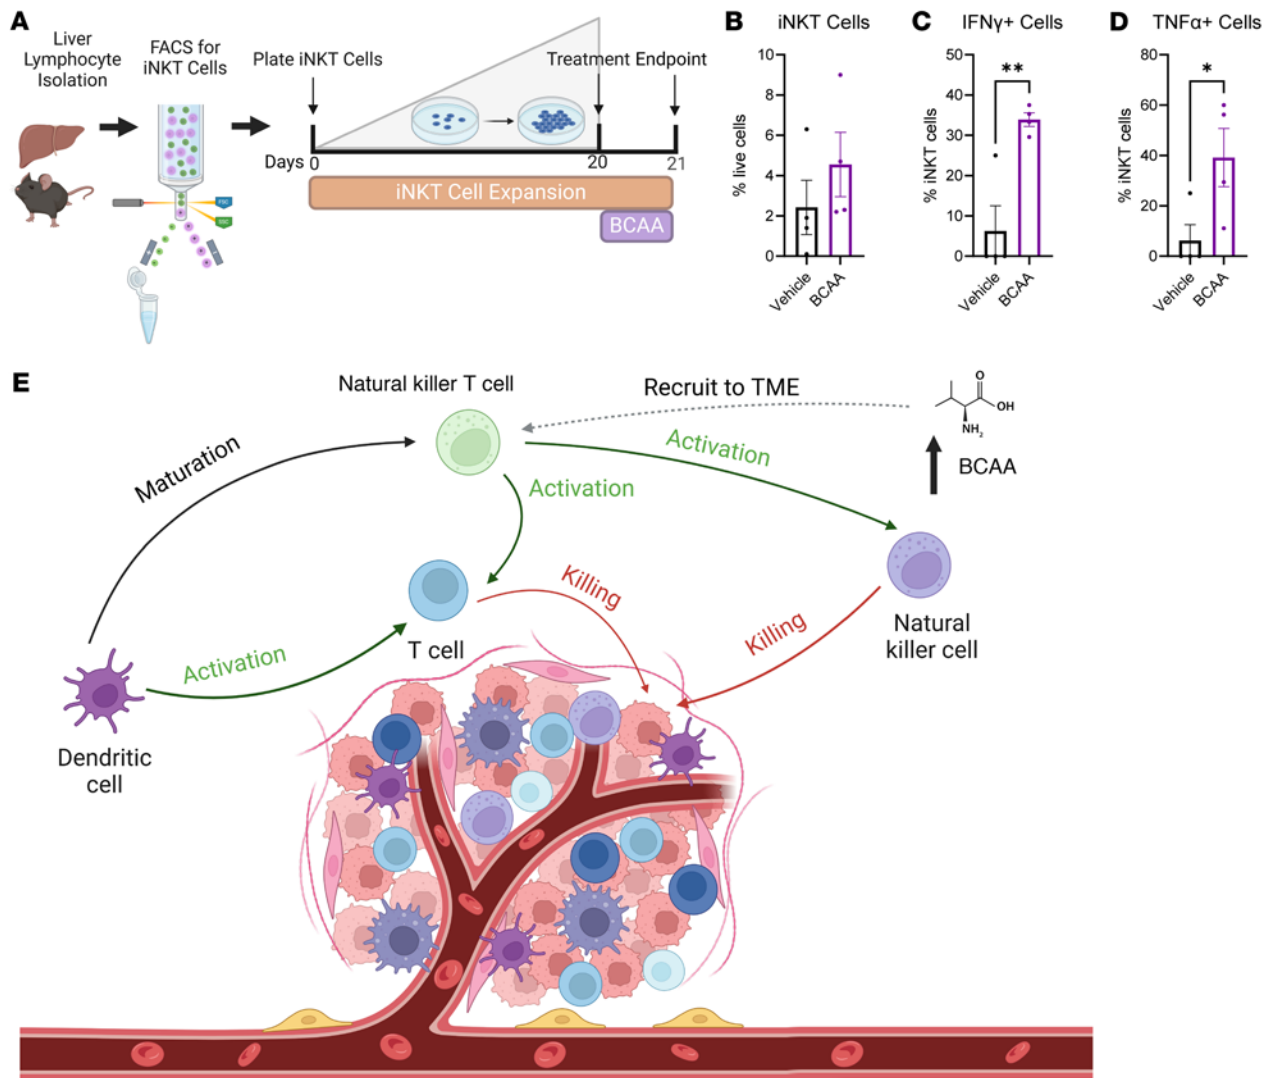 A
Liver
Lymphocyte
Isolation
FACS for
iNKT Cells
Plate iNKT Cells
Treatment Endpoint
Days 0
20
21
iNKT Cell Expansion
BCAA
FSC
SSC
B
iNKT Cells
% live cells
10
8
6
4
2
0
Vehicle
BCAA
C
IFNγ+ Cells
% iNKT cells
**
50
40
30
20
10
0
Vehicle
BCAA
D
TNFα+ Cells
% iNKT cells
*
80
60
40
20
0
Vehicle
BCAA
E
Natural killer T cell
Recruit to TME
O
OH
NH2
BCAA
Maturation
Activation
Activation
Killing
Killing
Natural
killer cell
Activation
T cell
Dendritic
cell